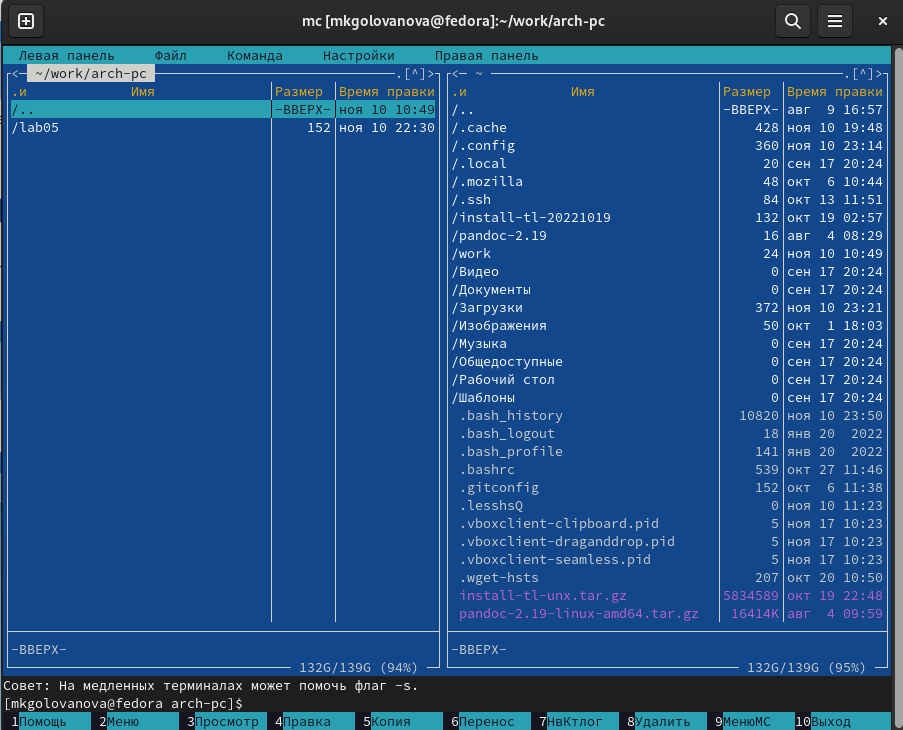 mc [mkgolovanova@fedora]:~/work/arch-pc
Левая панель Файл Команда Настройки Правая панель
<— ~/work/arch-pc .[^]> <— ~ .[^]>
.и Имя Размер Время правки .и Имя Размер Время правки
/.. -ВВЕРХ- ноя 10 10:49 /.. -ВВЕРХ- авг 9 16:57
/lab05 152 ноя 10 22:30 /.cache 428 ноя 10 19:48
/.config 360 ноя 10 23:14
/.local 20 сен 17 20:24
/.mozilla 48 окт 6 10:44
/.ssh 84 окт 13 11:51
/install-tl-20221019 132 окт 19 02:57
/pandoc-2.19 16 авг 4 08:29
/work 24 ноя 10 10:49
/Видео 0 сен 17 20:24
/Документы 0 сен 17 20:24
/Загрузки 372 ноя 10 23:21
/Изображения 50 окт 1 18:03
/Музыка 0 сен 17 20:24
/Общедоступные 0 сен 17 20:24
/Рабочий стол 0 сен 17 20:24
/Шаблоны 0 сен 17 20:24
.bash_history 10820 ноя 10 23:50
.bash_logout 18 янв 20 2022
.bash_profile 141 янв 20 2022
.bashrc 539 окт 27 11:46
.gitconfig 152 окт 6 11:38
.lesshsQ 0 ноя 10 11:23
.vboxclient-clipboard.pid 5 ноя 17 10:23
.vboxclient-draganddrop.pid 5 ноя 17 10:23
.vboxclient-seamless.pid 5 ноя 17 10:23
.wget-hsts 207 окт 20 10:50
install-tl-unx.tar.gz 5834589 окт 19 22:48
pandoc-2.19-linux-amd64.tar.gz 16414K авг 4 09:59
-ВВЕРХ- -ВВЕРХ-
132G/139G (94%) 132G/139G (95%)
Совет: На медленных терминалах может помочь флаг -s.
[mkgolovanova@fedora arch-pc]$
1Помощь 2Меню 3Просмотр 4Правка 5Копия 6Перенос 7НвКтлог 8Удалить 9МенюМС 10Выход